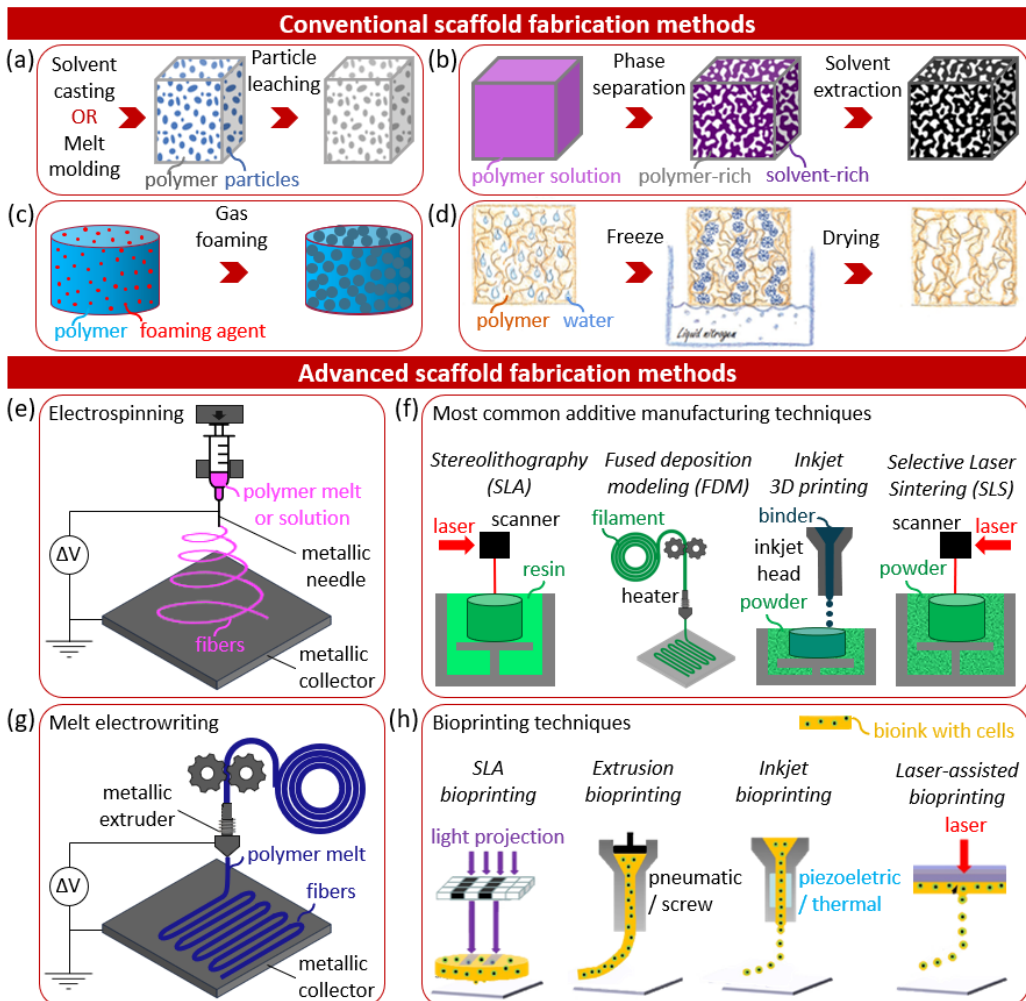 Conventional scaffold fabrication methods
(a)
Solvent
casting
OR
Melt
molding
Particle
leaching
polymer particles
(b)
Phase
separation
Solvent
extraction
polymer solution
polymer-rich
solvent-rich
(c)
Gas
foaming
polymer
foaming agent
(d)
Freeze
Drying
polymer
water
Liquid nitrogen
Advanced scaffold fabrication methods
(e)
Electrospinning
polymer melt
or solution
ΔV
metallic
needle
fibers
metallic
collector
(f)
Most common additive manufacturing techniques
Stereolithography
(SLA)
laser
scanner
resin
Fused deposition
modeling (FDM)
filament
heater
Inkjet
3D printing
binder
inkjet
head
powder
Selective Laser
Sintering (SLS)
scanner
laser
powder
(g)
Melt electrowriting
metallic
extruder
polymer melt
ΔV
fibers
metallic
collector
(h)
Bioprinting techniques
bioink with cells
SLA
bioprinting
light projection
Extrusion
bioprinting
pneumatic
/ screw
Inkjet
bioprinting
piezoeletric
/ thermal
Laser-assisted
bioprinting
laser